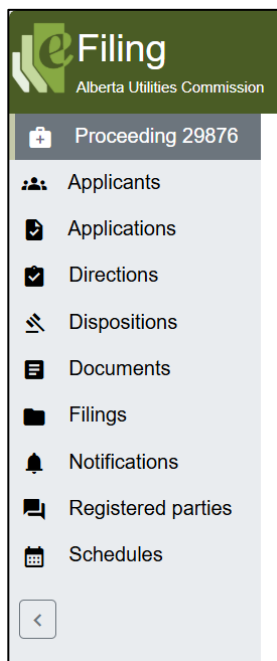 eFiling
Alberta Utilities Commission
Proceeding 29876
Applicants
Applications
Directions
Dispositions
Documents
Filings
Notifications
Registered parties
Schedules